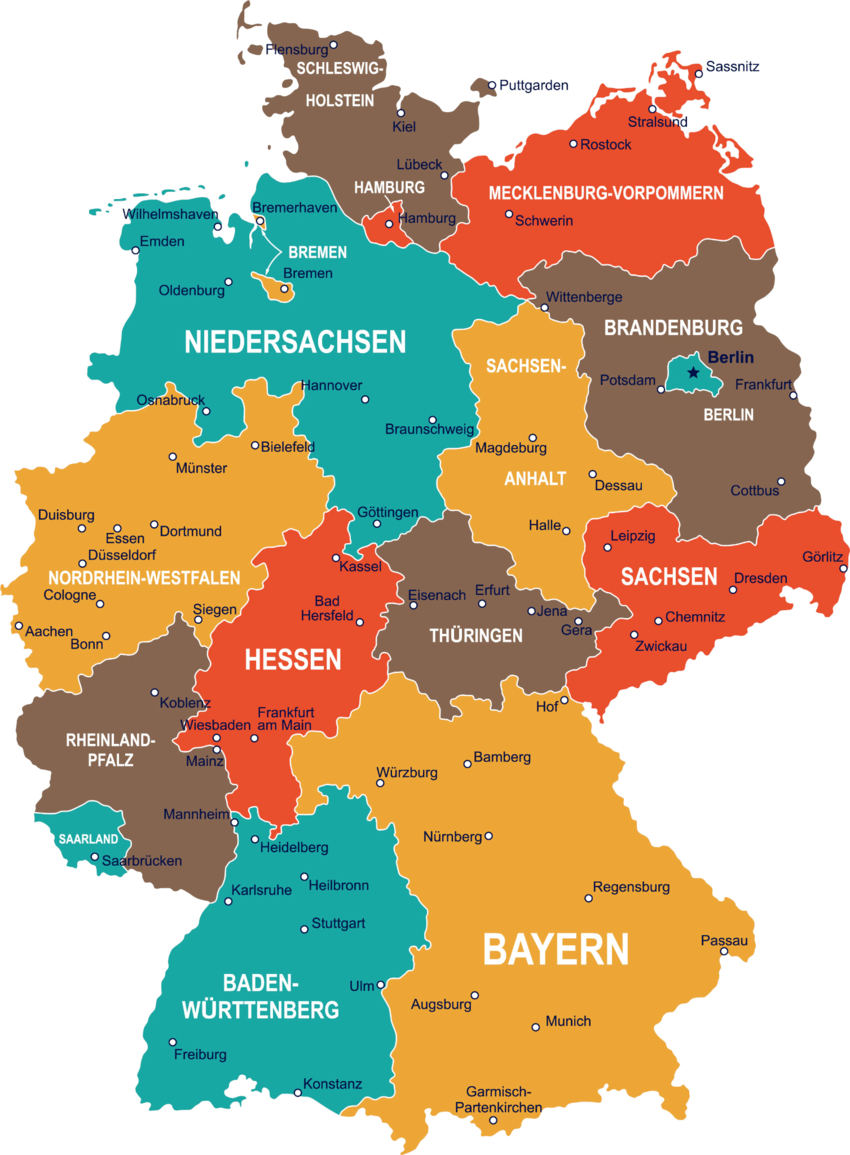 Flensburg
SCHLESWIG-
HOLSTEIN
Sassnitz
Puttgarden
Kiel
Stralsund
Rostock
Lübeck
HAMBURG
MECKLENBURG-VORPOMMERN
Wilhelmshaven
Bremerhaven
Hamburg
Schwerin
Emden
BREMEN
Bremen
Oldenburg
Wittenberge
NIEDERSACHSEN
BRANDENBURG
SACHSEN-
Berlin
Hannover
Potsdam
Frankfurt
Osnabruck
BERLIN
Braunschweig
Bielefeld
Magdeburg
Münster
ANHALT
Dessau
Cottbus
Duisburg
Göttingen
Essen
Dortmund
Halle
Leipzig
Düsseldorf
Kassel
Görlitz
NORDRHEIN-WESTFALEN
SACHSEN
Dresden
Cologne
Eisenach
Erfurt
Bad
Hersfeld
Siegen
Jena
Chemnitz
Aachen
Bonn
THÜRINGEN
Gera
Zwickau
HESSEN
Koblenz
Hof
Wiesbaden
Frankfurt
am Main
RHEINLAND-
PFALZ
Mainz
Bamberg
Würzburg
Mannheim
SAARLAND
Nürnberg
Heidelberg
Saarbrücken
Karlsruhe
Heilbronn
Regensburg
Stuttgart
BAYERN
Passau
BADEN-
WÜRTTENBERG
Ulm
Augsburg
Munich
Freiburg
Konstanz
Garmisch-
Partenkirchen